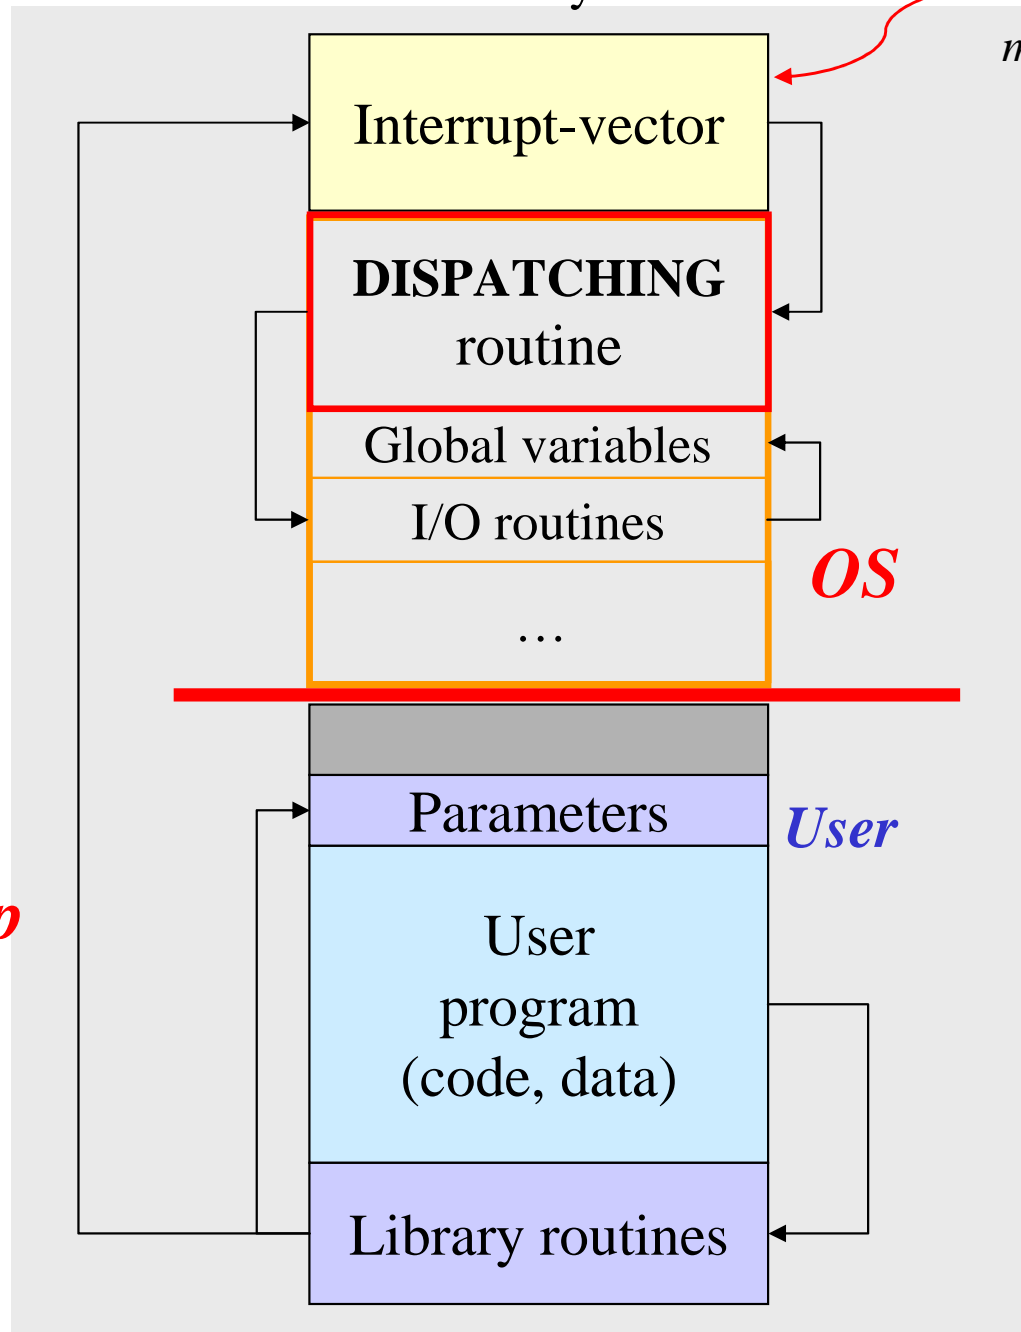 Interrupt-vector
DISPATCHING
routine
Global variables
I/O routines
OS
…
Parameters
User
User
program
(code, data)
Library routines